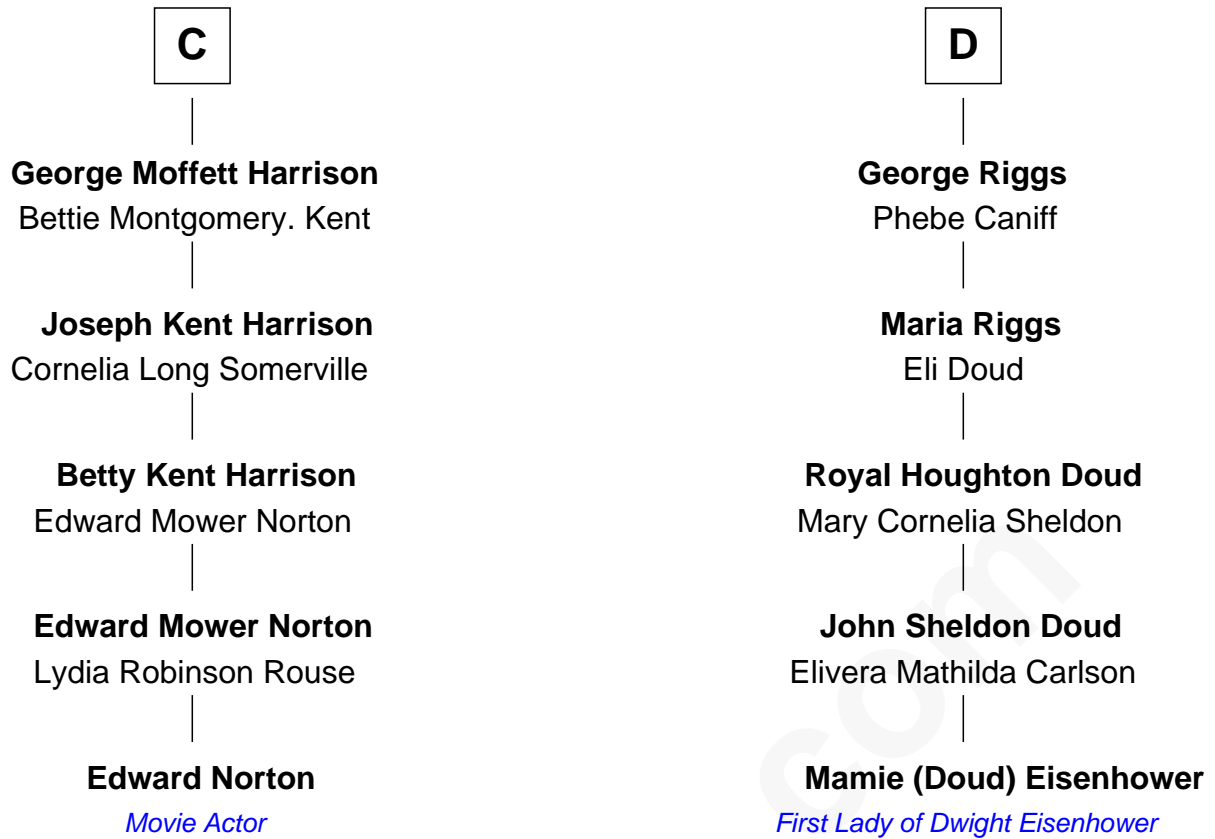 C
George Moffett Harrison
Bettie Montgomery. Kent
Joseph Kent Harrison
Cornelia Long Somerville
Betty Kent Harrison
Edward Mower Norton
Edward Mower Norton
Lydia Robinson Rouse
Edward Norton
Movie Actor
D
George Riggs
Phebe Caniff
Maria Riggs
Eli Doud
Royal Houghton Doud
Mary Cornelia Sheldon
John Sheldon Doud
Elivera Mathilda Carlson
Mamie (Doud) Eisenhower
First Lady of Dwight Eisenhower
com